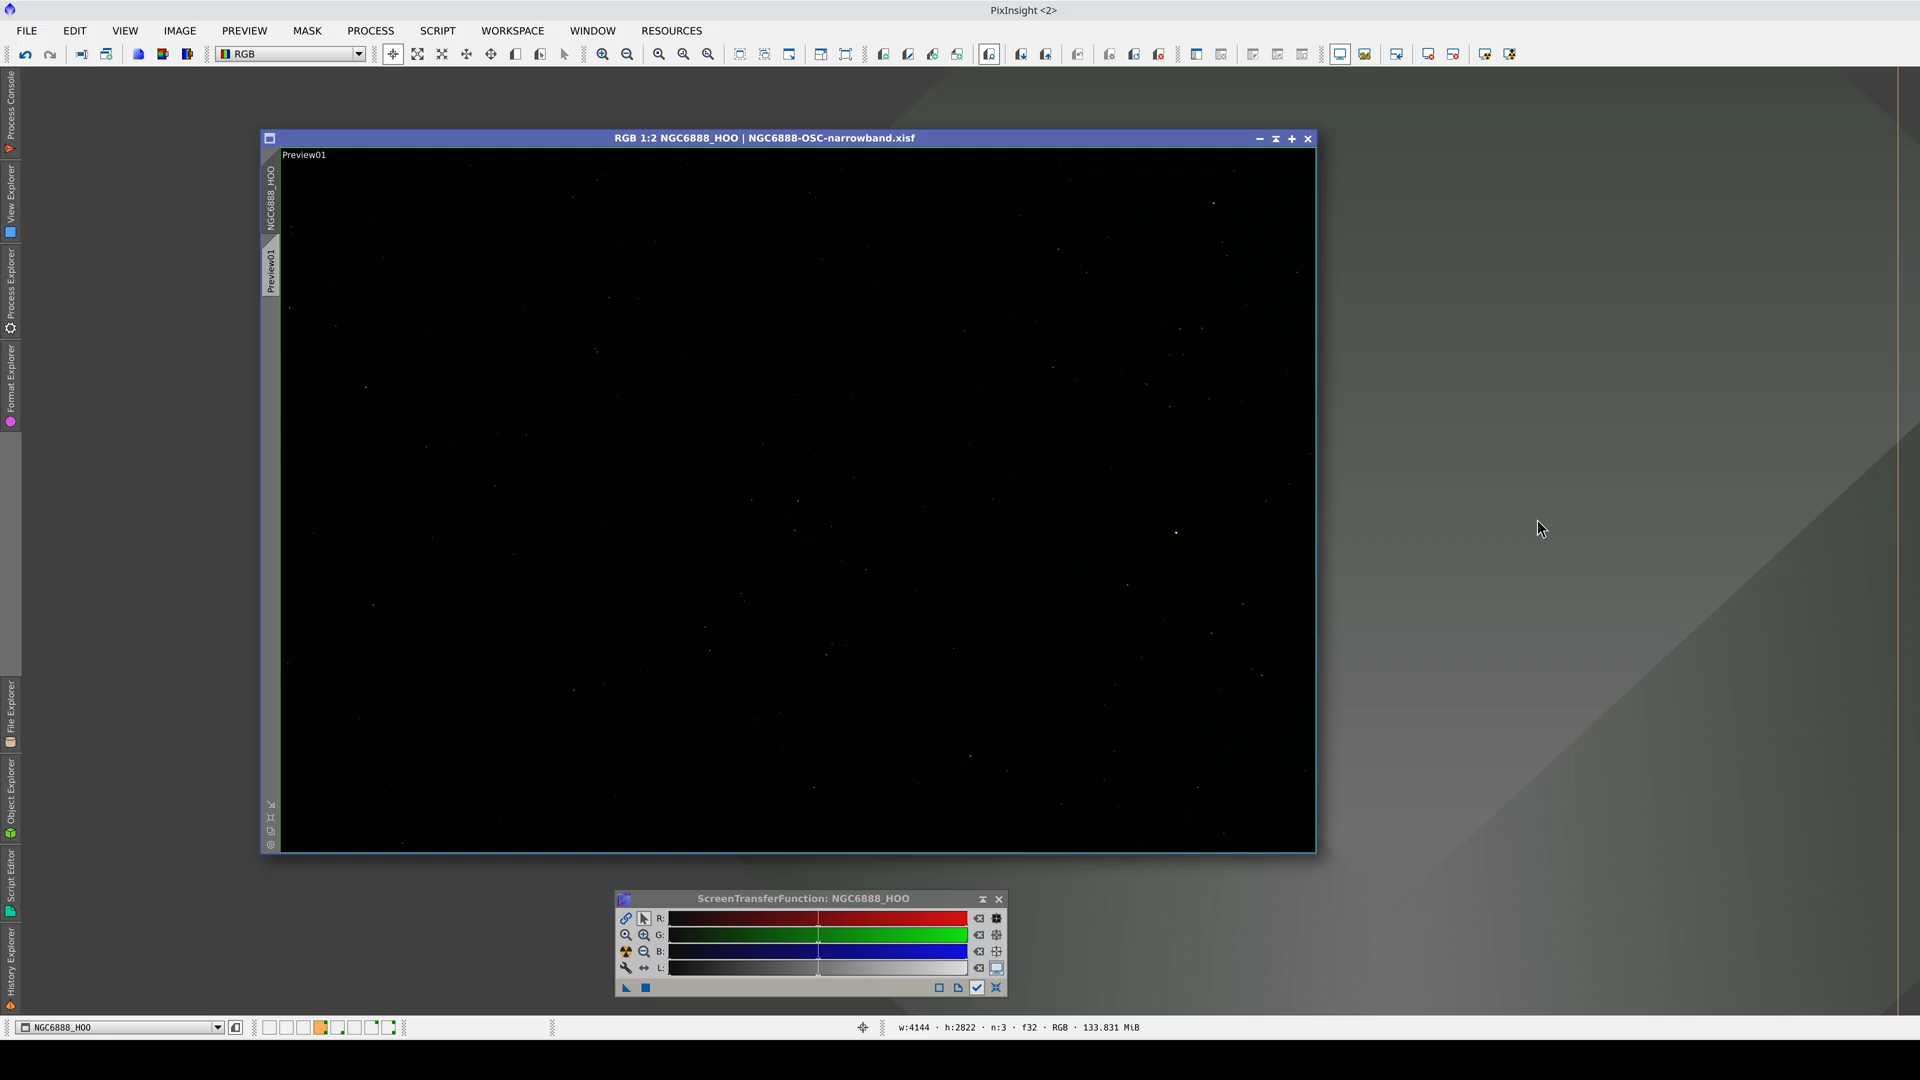 PixInsight <2>
FILE EDIT VIEW IMAGE PREVIEW MASK PROCESS SCRIPT WORKSPACE WINDOW RESOURCES
RGB
Process Console
View Explorer
Process Explorer
Format Explorer
File Explorer
Object Explorer
Script Editor
History Explorer
RGB 1:2 NGC6888_HOO | NGC6888-OSC-narrowband.xisf
NGC6888_HOO
Preview01
Preview01
ScreenTransferFunction: NGC6888_HOO
R:
G:
B:
L:
NGC6888_HOO
w:4144 · h:2822 · n:3 · f32 · RGB · 133.831 MiB